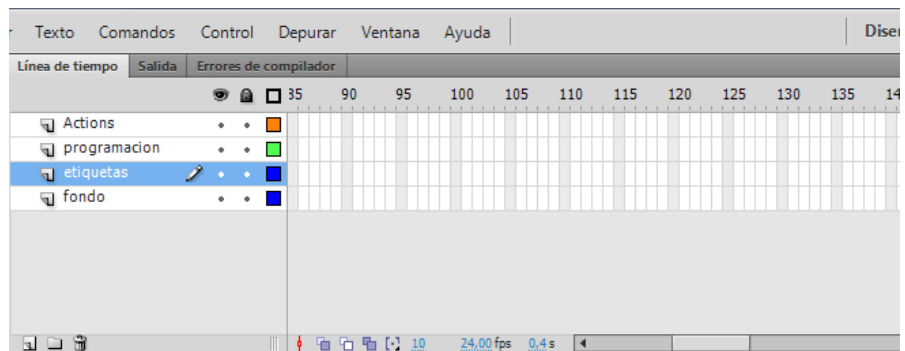 Texto Comandos Control Depurar Ventana Ayuda
Línea de tiempo Salida Errores de compilador
35 90 95 100 105 110 115 120 125 130 135 14
Actions
programacion
etiquetas
fondo
10 24.00 fps 0,4 s